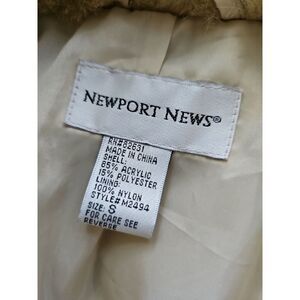 NEWPORT NEWS®
RN#82631
MADE IN CHINA
SHELL:
85% ACRYLIC
15% POLYESTER
LINING:
100% NYLON
STYLE#M2494
SIZE: S
FOR CARE SEE
REVERSE